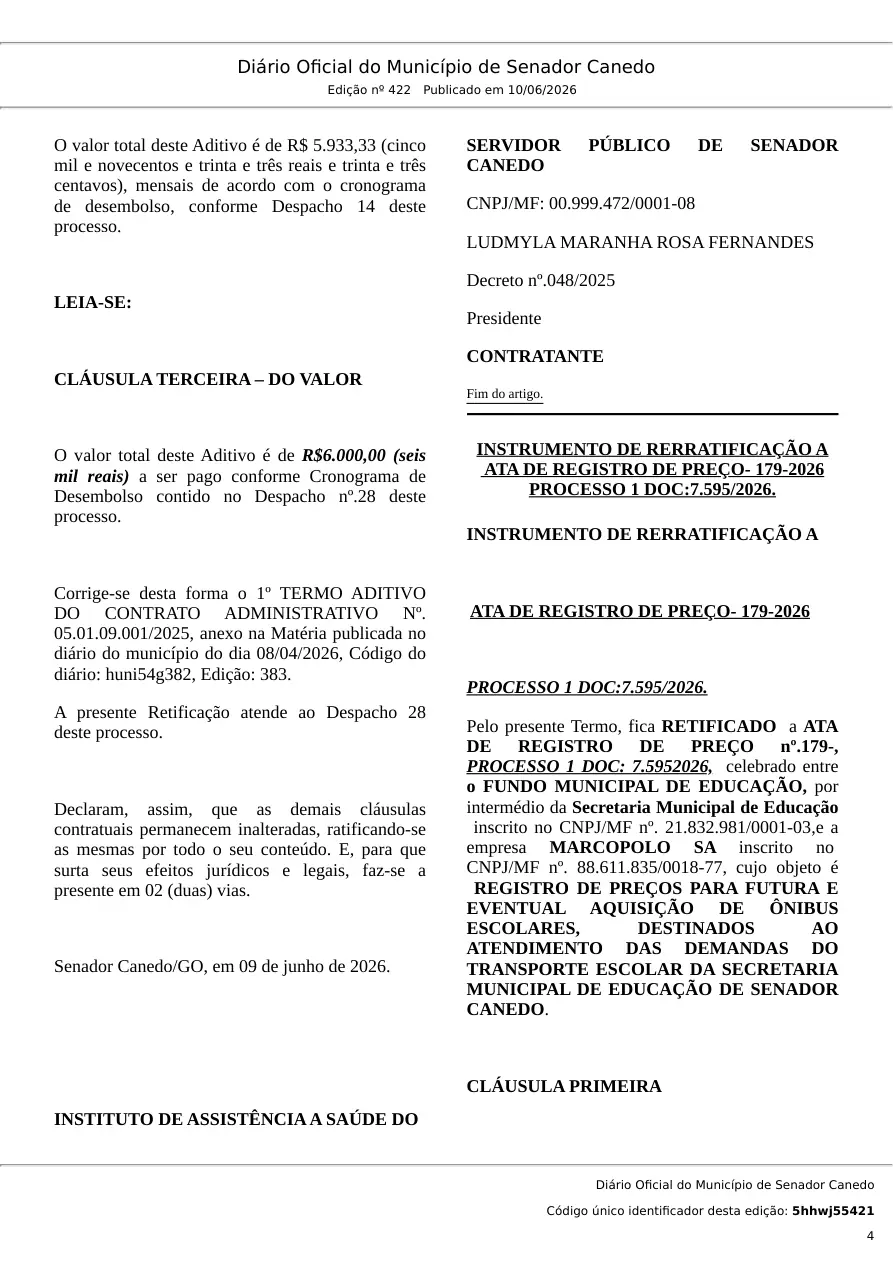 Diário Oficial do Município de Senador Canedo
Edição nº 422 Publicado em 10/06/2026
O valor total deste Aditivo é de R$ 5.933,33 (cinco
mil e novecentos e trinta e três reais e trinta e três
centavos), mensais de acordo com o cronograma
de desembolso, conforme Despacho 14 deste
processo.
LEIA-SE:
CLÁUSULA TERCEIRA – DO VALOR
O valor total deste Aditivo é de R$6.000,00 (seis
mil reais) a ser pago conforme Cronograma de
Desembolso contido no Despacho nº.28 deste
processo.
Corrige-se desta forma o 1º TERMO ADITIVO
DO CONTRATO ADMINISTRATIVO Nº.
05.01.09.001/2025, anexo na Matéria publicada no
diário do município do dia 08/04/2026, Código do
diário: huni54g382, Edição: 383.
A presente Retificação atende ao Despacho 28
deste processo.
Declaram, assim, que as demais cláusulas
contratuais permanecem inalteradas, ratificando-se
as mesmas por todo o seu conteúdo. E, para que
surta seus efeitos jurídicos e legais, faz-se a
presente em 02 (duas) vias.
Senador Canedo/GO, em 09 de junho de 2026.
INSTITUTO DE ASSISTÊNCIA A SAÚDE DO
SERVIDOR PÚBLICO DE SENADOR
CANEDO
CNPJ/MF: 00.999.472/0001-08
LUDMYLA MARANHA ROSA FERNANDES
Decreto nº.048/2025
Presidente
CONTRATANTE
Fim do artigo.
INSTRUMENTO DE RERRATIFICAÇÃO A
ATA DE REGISTRO DE PREÇO- 179-2026
PROCESSO 1 DOC:7.595/2026.
INSTRUMENTO DE RERRATIFICAÇÃO A
ATA DE REGISTRO DE PREÇO- 179-2026
PROCESSO 1 DOC:7.595/2026.
Pelo presente Termo, fica RETIFICADO a ATA
DE REGISTRO DE PREÇO nº.179-,
PROCESSO 1 DOC: 7.5952026, celebrado entre
o FUNDO MUNICIPAL DE EDUCAÇÃO, por
intermédio da Secretaria Municipal de Educação
inscrito no CNPJ/MF nº. 21.832.981/0001-03,e a
empresa MARCOPOLO SA inscrito no
CNPJ/MF nº. 88.611.835/0018-77, cujo objeto é
REGISTRO DE PREÇOS PARA FUTURA E
EVENTUAL AQUISIÇÃO DE ÔNIBUS
ESCOLARES, DESTINADOS AO
ATENDIMENTO DAS DEMANDAS DO
TRANSPORTE ESCOLAR DA SECRETARIA
MUNICIPAL DE EDUCAÇÃO DE SENADOR
CANEDO.
CLÁUSULA PRIMEIRA
Diário Oficial do Município de Senador Canedo
Código único identificador desta edição: 5hhwj55421
4